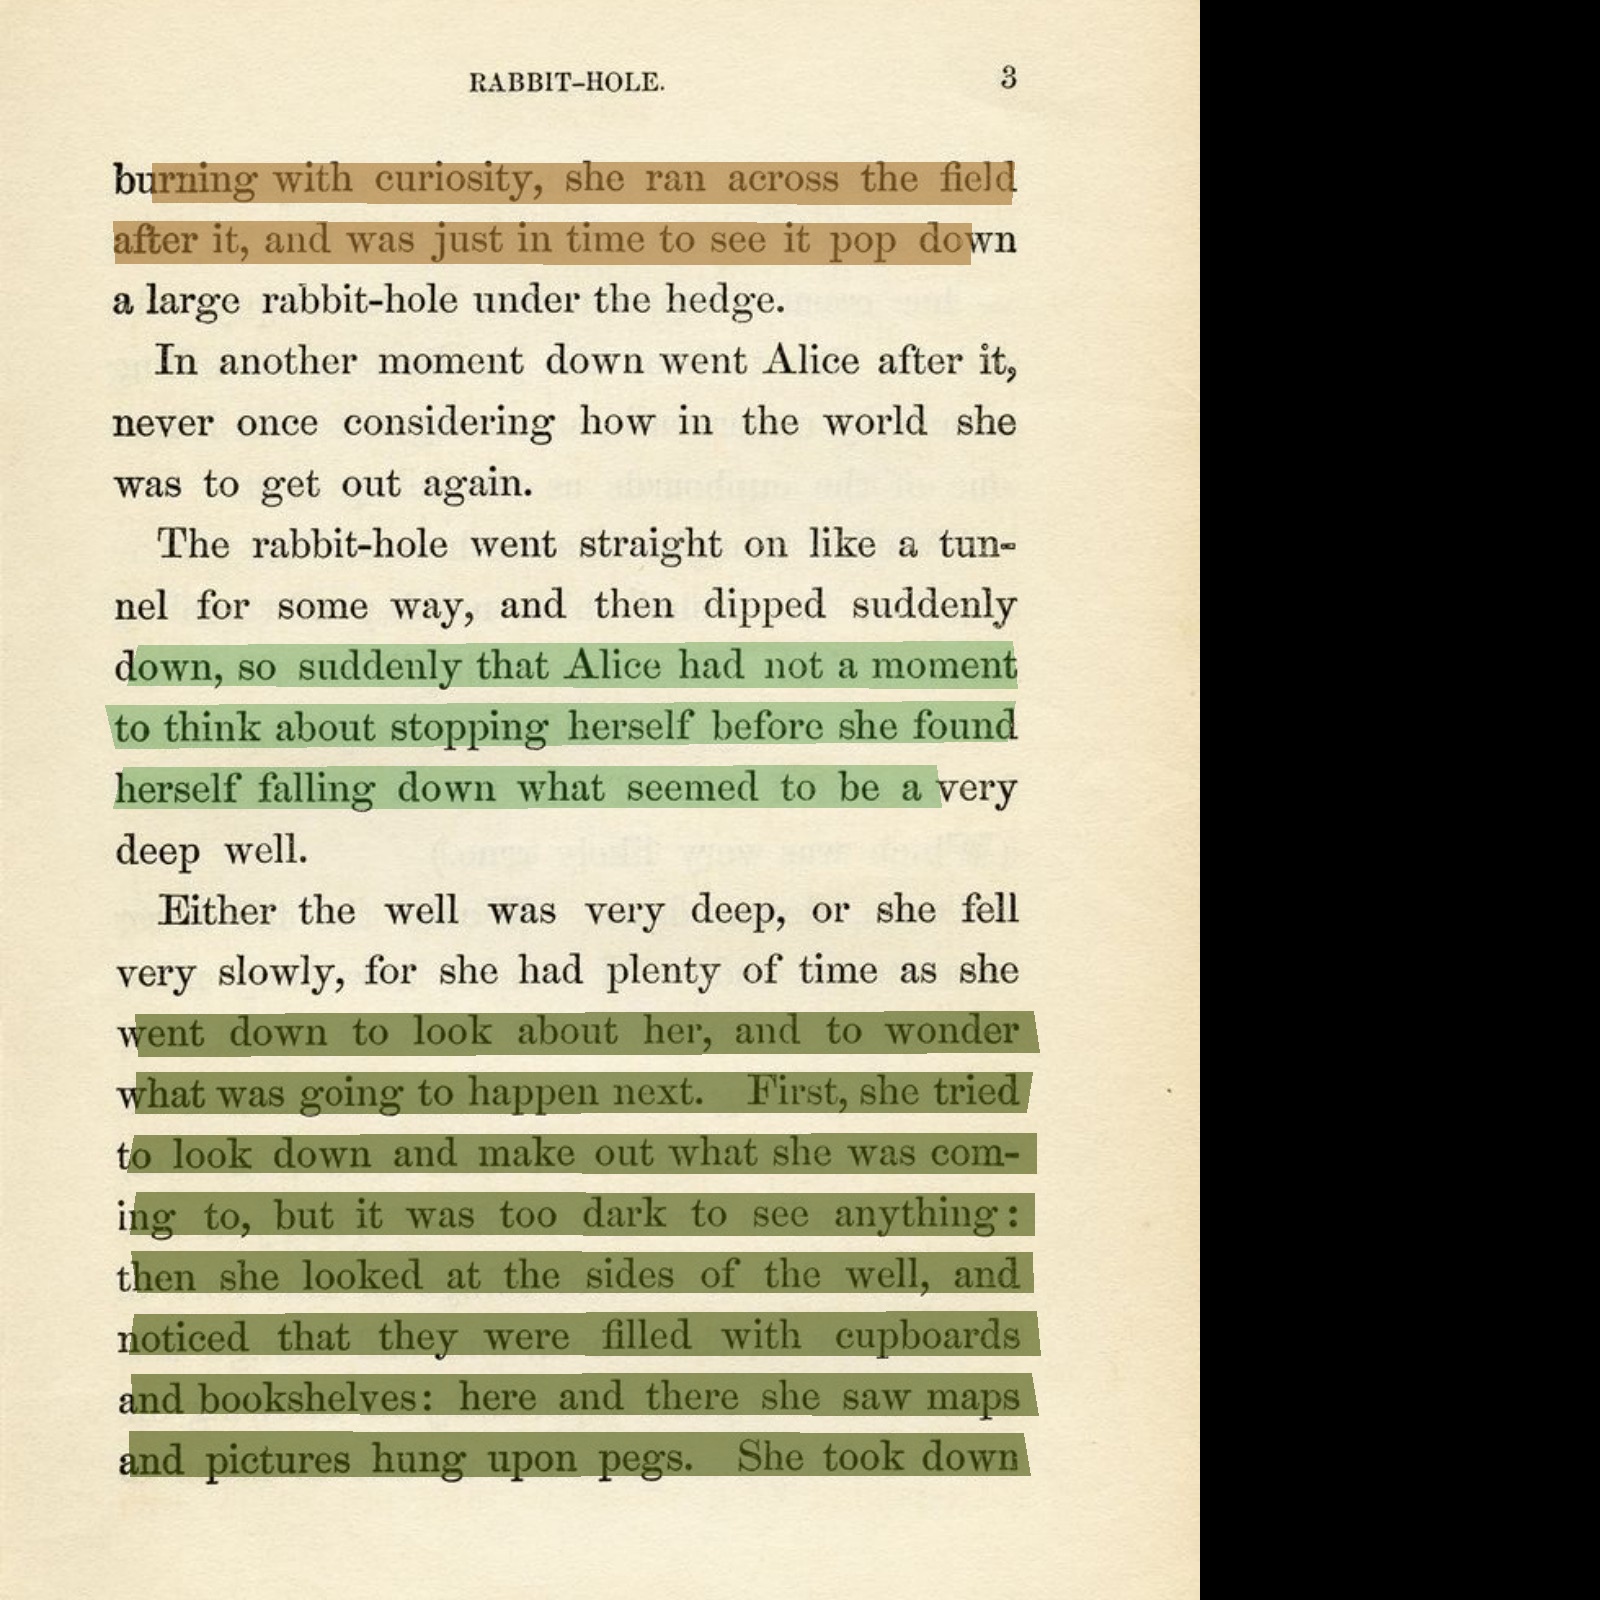 RABBIT-HOLE. 3
burning with curiosity, she ran across the field
after it, and was just in time to see it pop down
a large rabbit-hole under the hedge.
In another moment down went Alice after it,
never once considering how in the world she
was to get out again.
The rabbit-hole went straight on like a tun-
nel for some way, and then dipped suddenly
down, so suddenly that Alice had not a moment
to think about stopping herself before she found
herself falling down what seemed to be a very
deep well.
Either the well was very deep, or she fell
very slowly, for she had plenty of time as she
went down to look about her, and to wonder
what was going to happen next. First, she tried
to look down and make out what she was com-
ing to, but it was too dark to see anything:
then she looked at the sides of the well, and
noticed that they were filled with cupboards
and bookshelves: here and there she saw maps
and pictures hung upon pegs. She took down